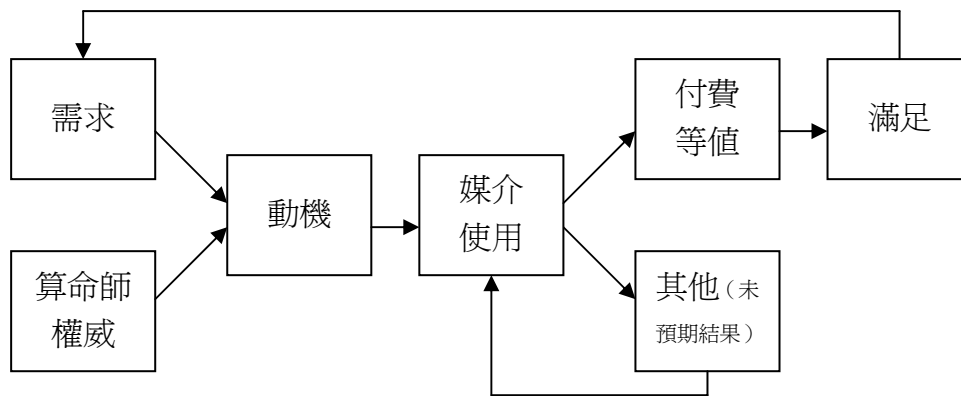 需求
算命師
權威
動機
媒介
使用
付費
等值
其他（未
預期結果）
滿足